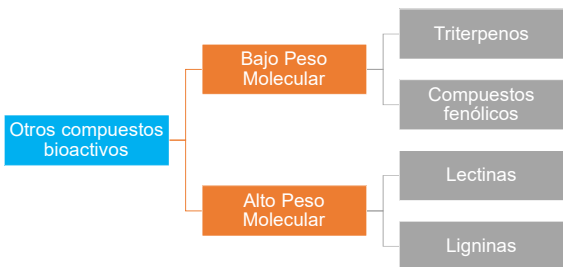 Otros compuestos
bioactivos
Bajo Peso
Molecular
Triterpenos
Compuestos
fenólicos
Alto Peso
Molecular
Lectinas
Ligninas